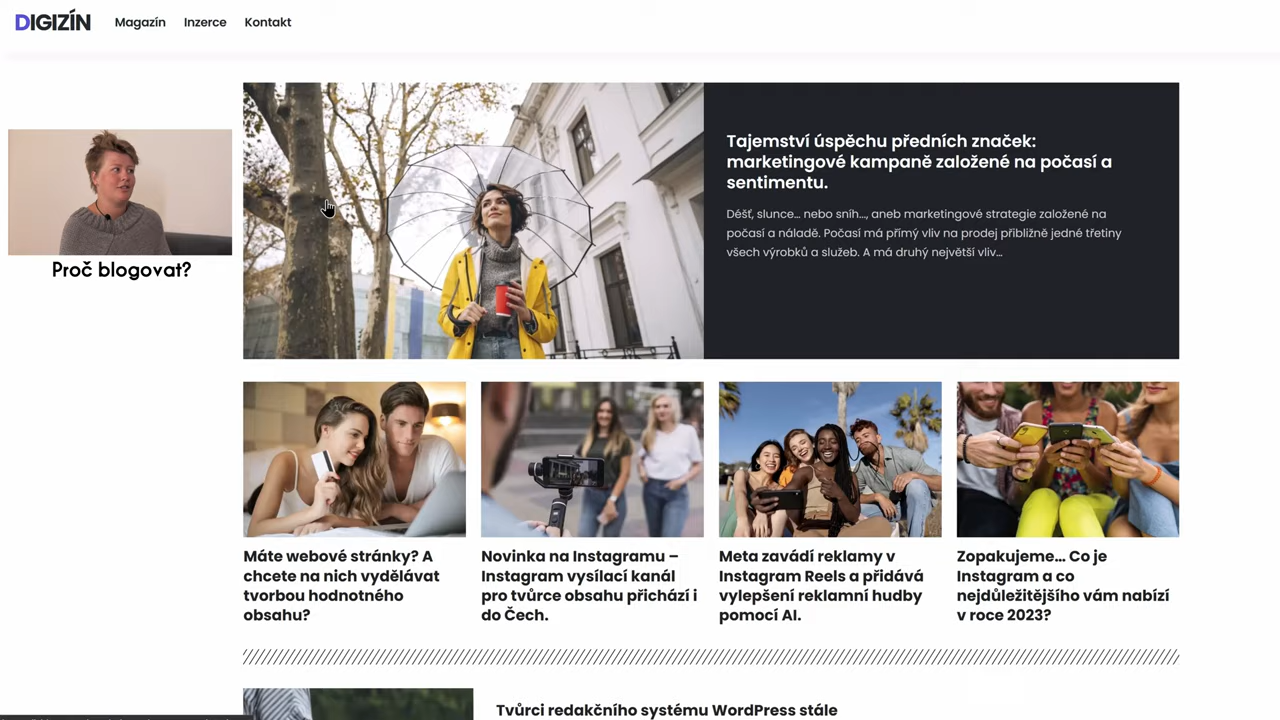 DIGIZÍN
Magazín Inzerce Kontakt
Proč blogovat?
Tajemství úspěchu předních značek:
marketingové kampaně založené na počasí a
sentimentu.
Déšť, slunce… nebo sníh…, aneb marketingové strategie založené na
počasí a náladě. Počasí má přímý vliv na prodej přibližně jedné třetiny
všech výrobků a služeb. A má druhý největší vliv…
Máte webové stránky? A
chcete na nich vydělávat
tvorbou hodnotného
obsahu?
Novinka na Instagramu –
Instagram vysílací kanál
pro tvůrce obsahu přichází i
do Čech.
Meta zavádí reklamy v
Instagram Reels a přidává
vylepšení reklamní hudby
pomocí AI.
Zopakujeme… Co je
Instagram a co
nejdůležitějšího vám nabízí
v roce 2023?
Tvůrci redakčního systému WordPress stále